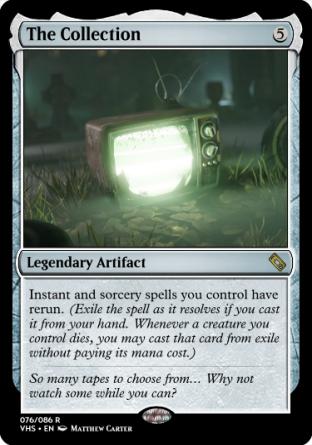 The Collection 5
Legendary Artifact
Instant and sorcery spells you control have
rerun. (Exile the spell as it resolves if you cast
it from your hand. Whenever a creature you
control dies, you may cast that card from exile
without paying its mana cost.)
So many tapes to choose from... Why not
watch some while you can?
076/086 R
VHS • EN Matthew Carter